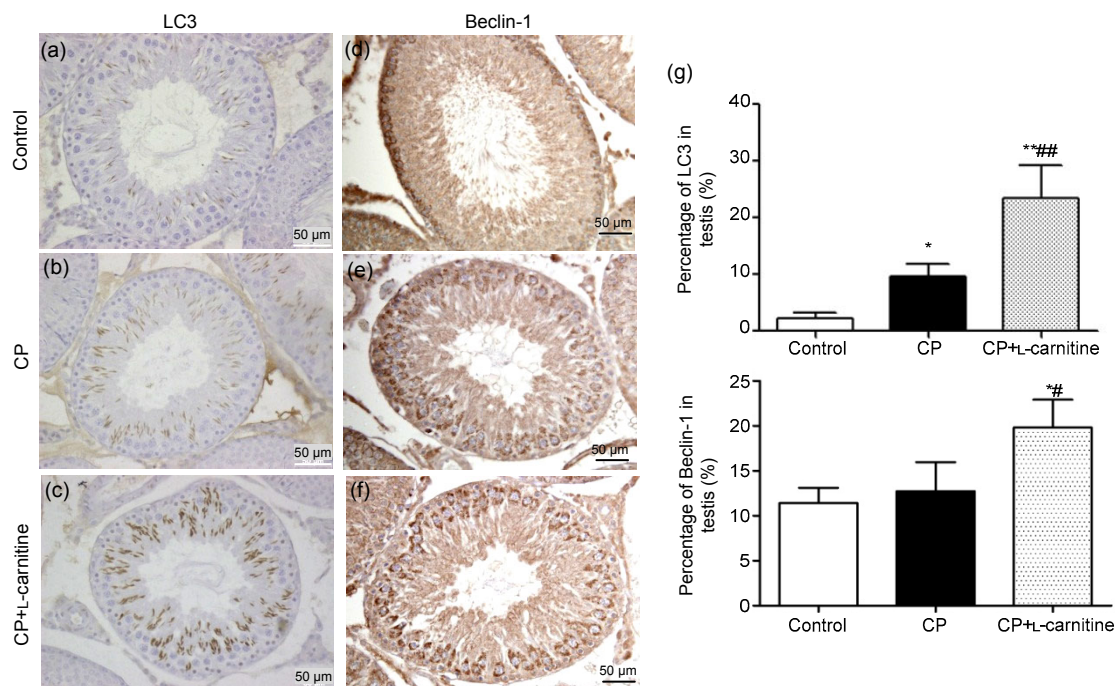 LC3
Beclin-1
Control
CP
CP+L-carnitine
(a)
50 µm
(d)
50 µm
(b)
50 µm
(e)
50 µm
(c)
50 µm
(f)
50 µm
(g)
Percentage of LC3 in
testis (%)
40
30
20
10
0
*
**##
Control
CP
CP+L-carnitine
Percentage of Beclin-1 in
testis (%)
25
20
15
10
5
0
*#
Control
CP
CP+L-carnitine